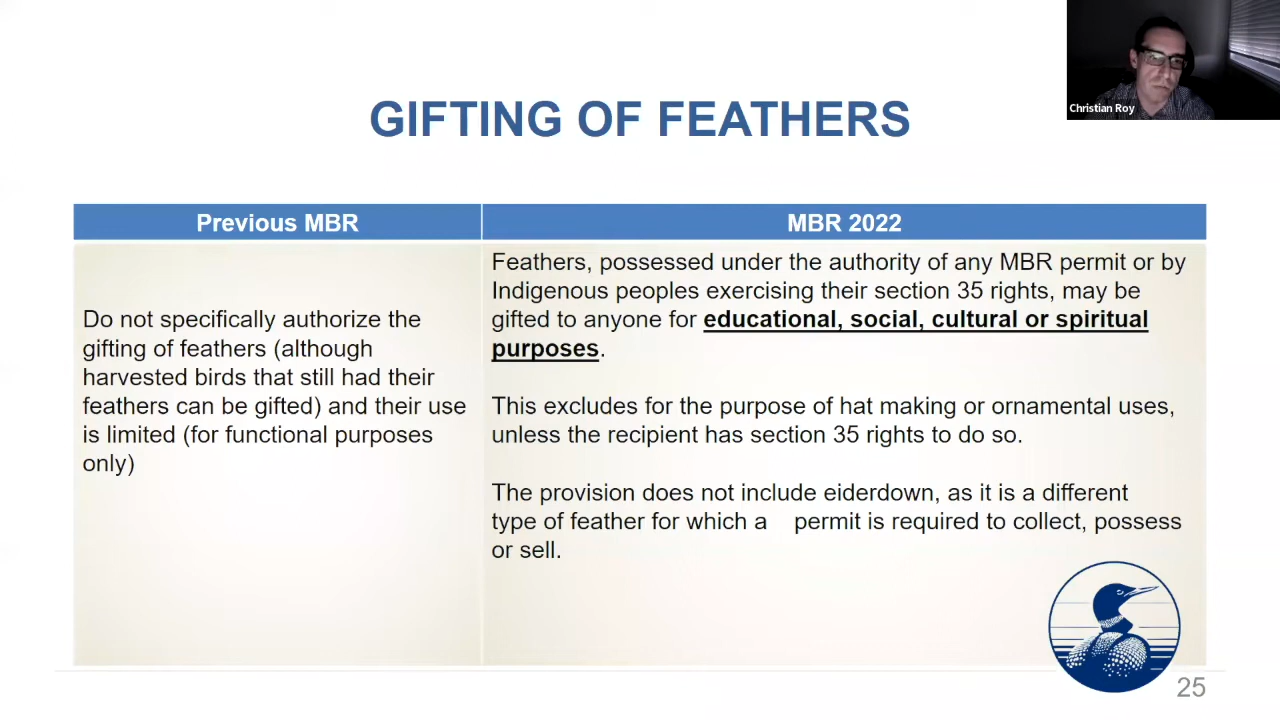 Christian Roy
GIFTING OF FEATHERS
Previous MBR
MBR 2022
Do not specifically authorize the
gifting of feathers (although
harvested birds that still had their
feathers can be gifted) and their use
is limited (for functional purposes
only)
Feathers, possessed under the authority of any MBR permit or by
Indigenous peoples exercising their section 35 rights, may be
gifted to anyone for educational, social, cultural or spiritual
purposes.
This excludes for the purpose of hat making or ornamental uses,
unless the recipient has section 35 rights to do so.
The provision does not include eiderdown, as it is a different
type of feather for which a permit is required to collect, possess
or sell.
25